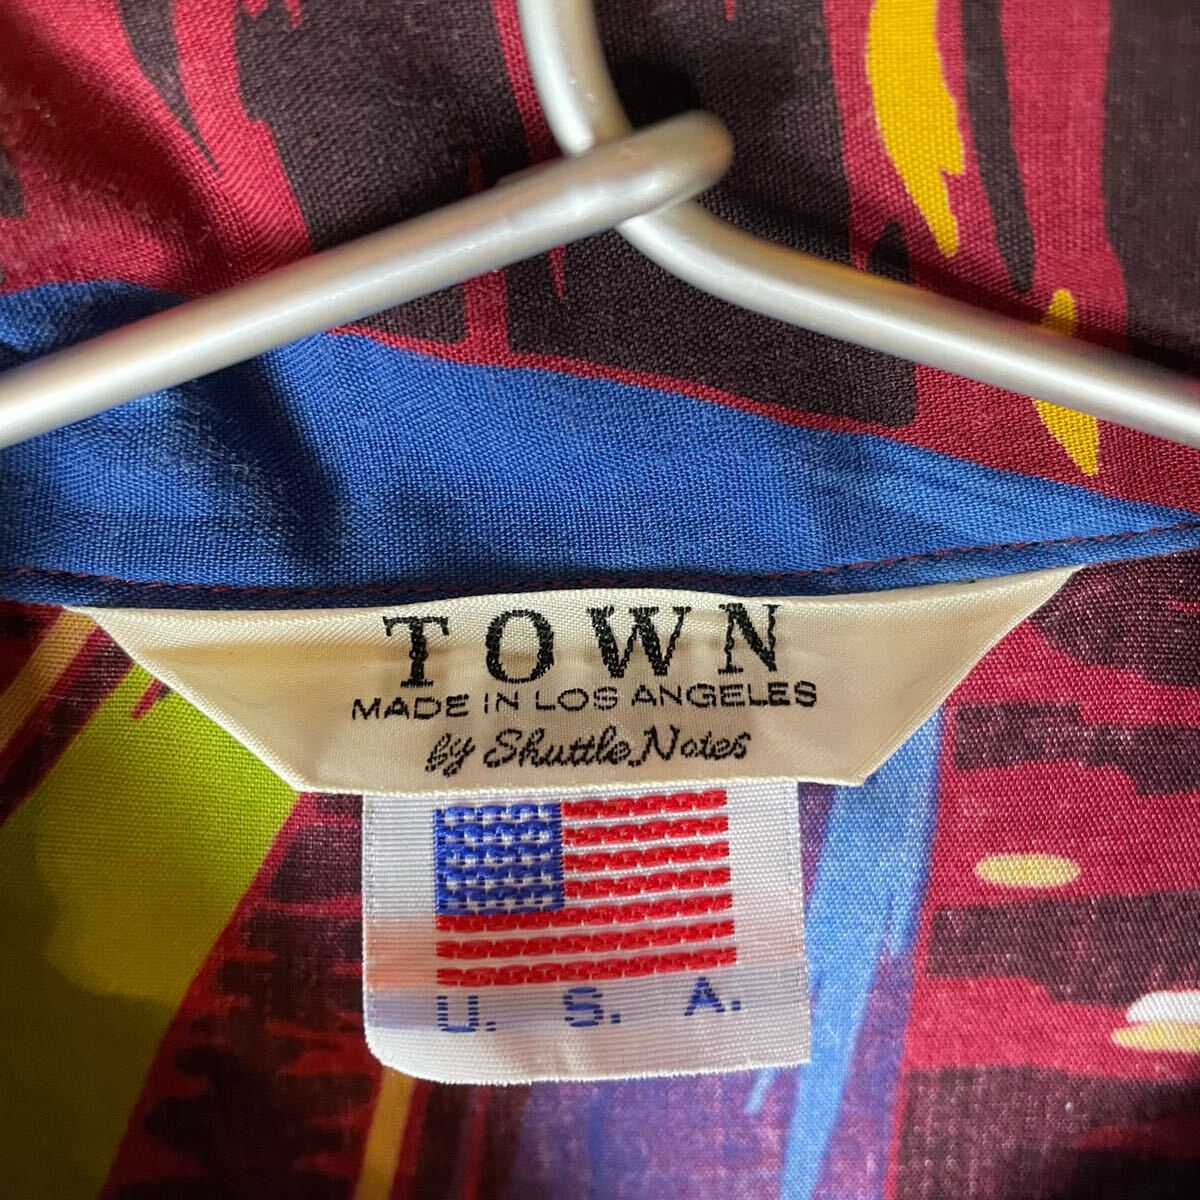 TOWN
MADE IN LOS ANGELES
by Shuttle Notes
U. S. A.